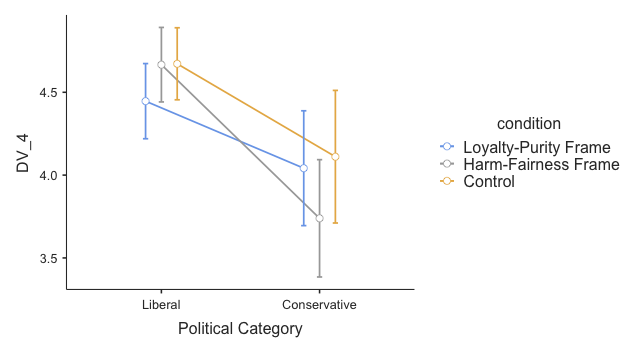 4.5
4.0
3.5
DV_4
Liberal
Conservative
Political Category
condition
Loyalty-Purity Frame
Harm-Fairness Frame
Control